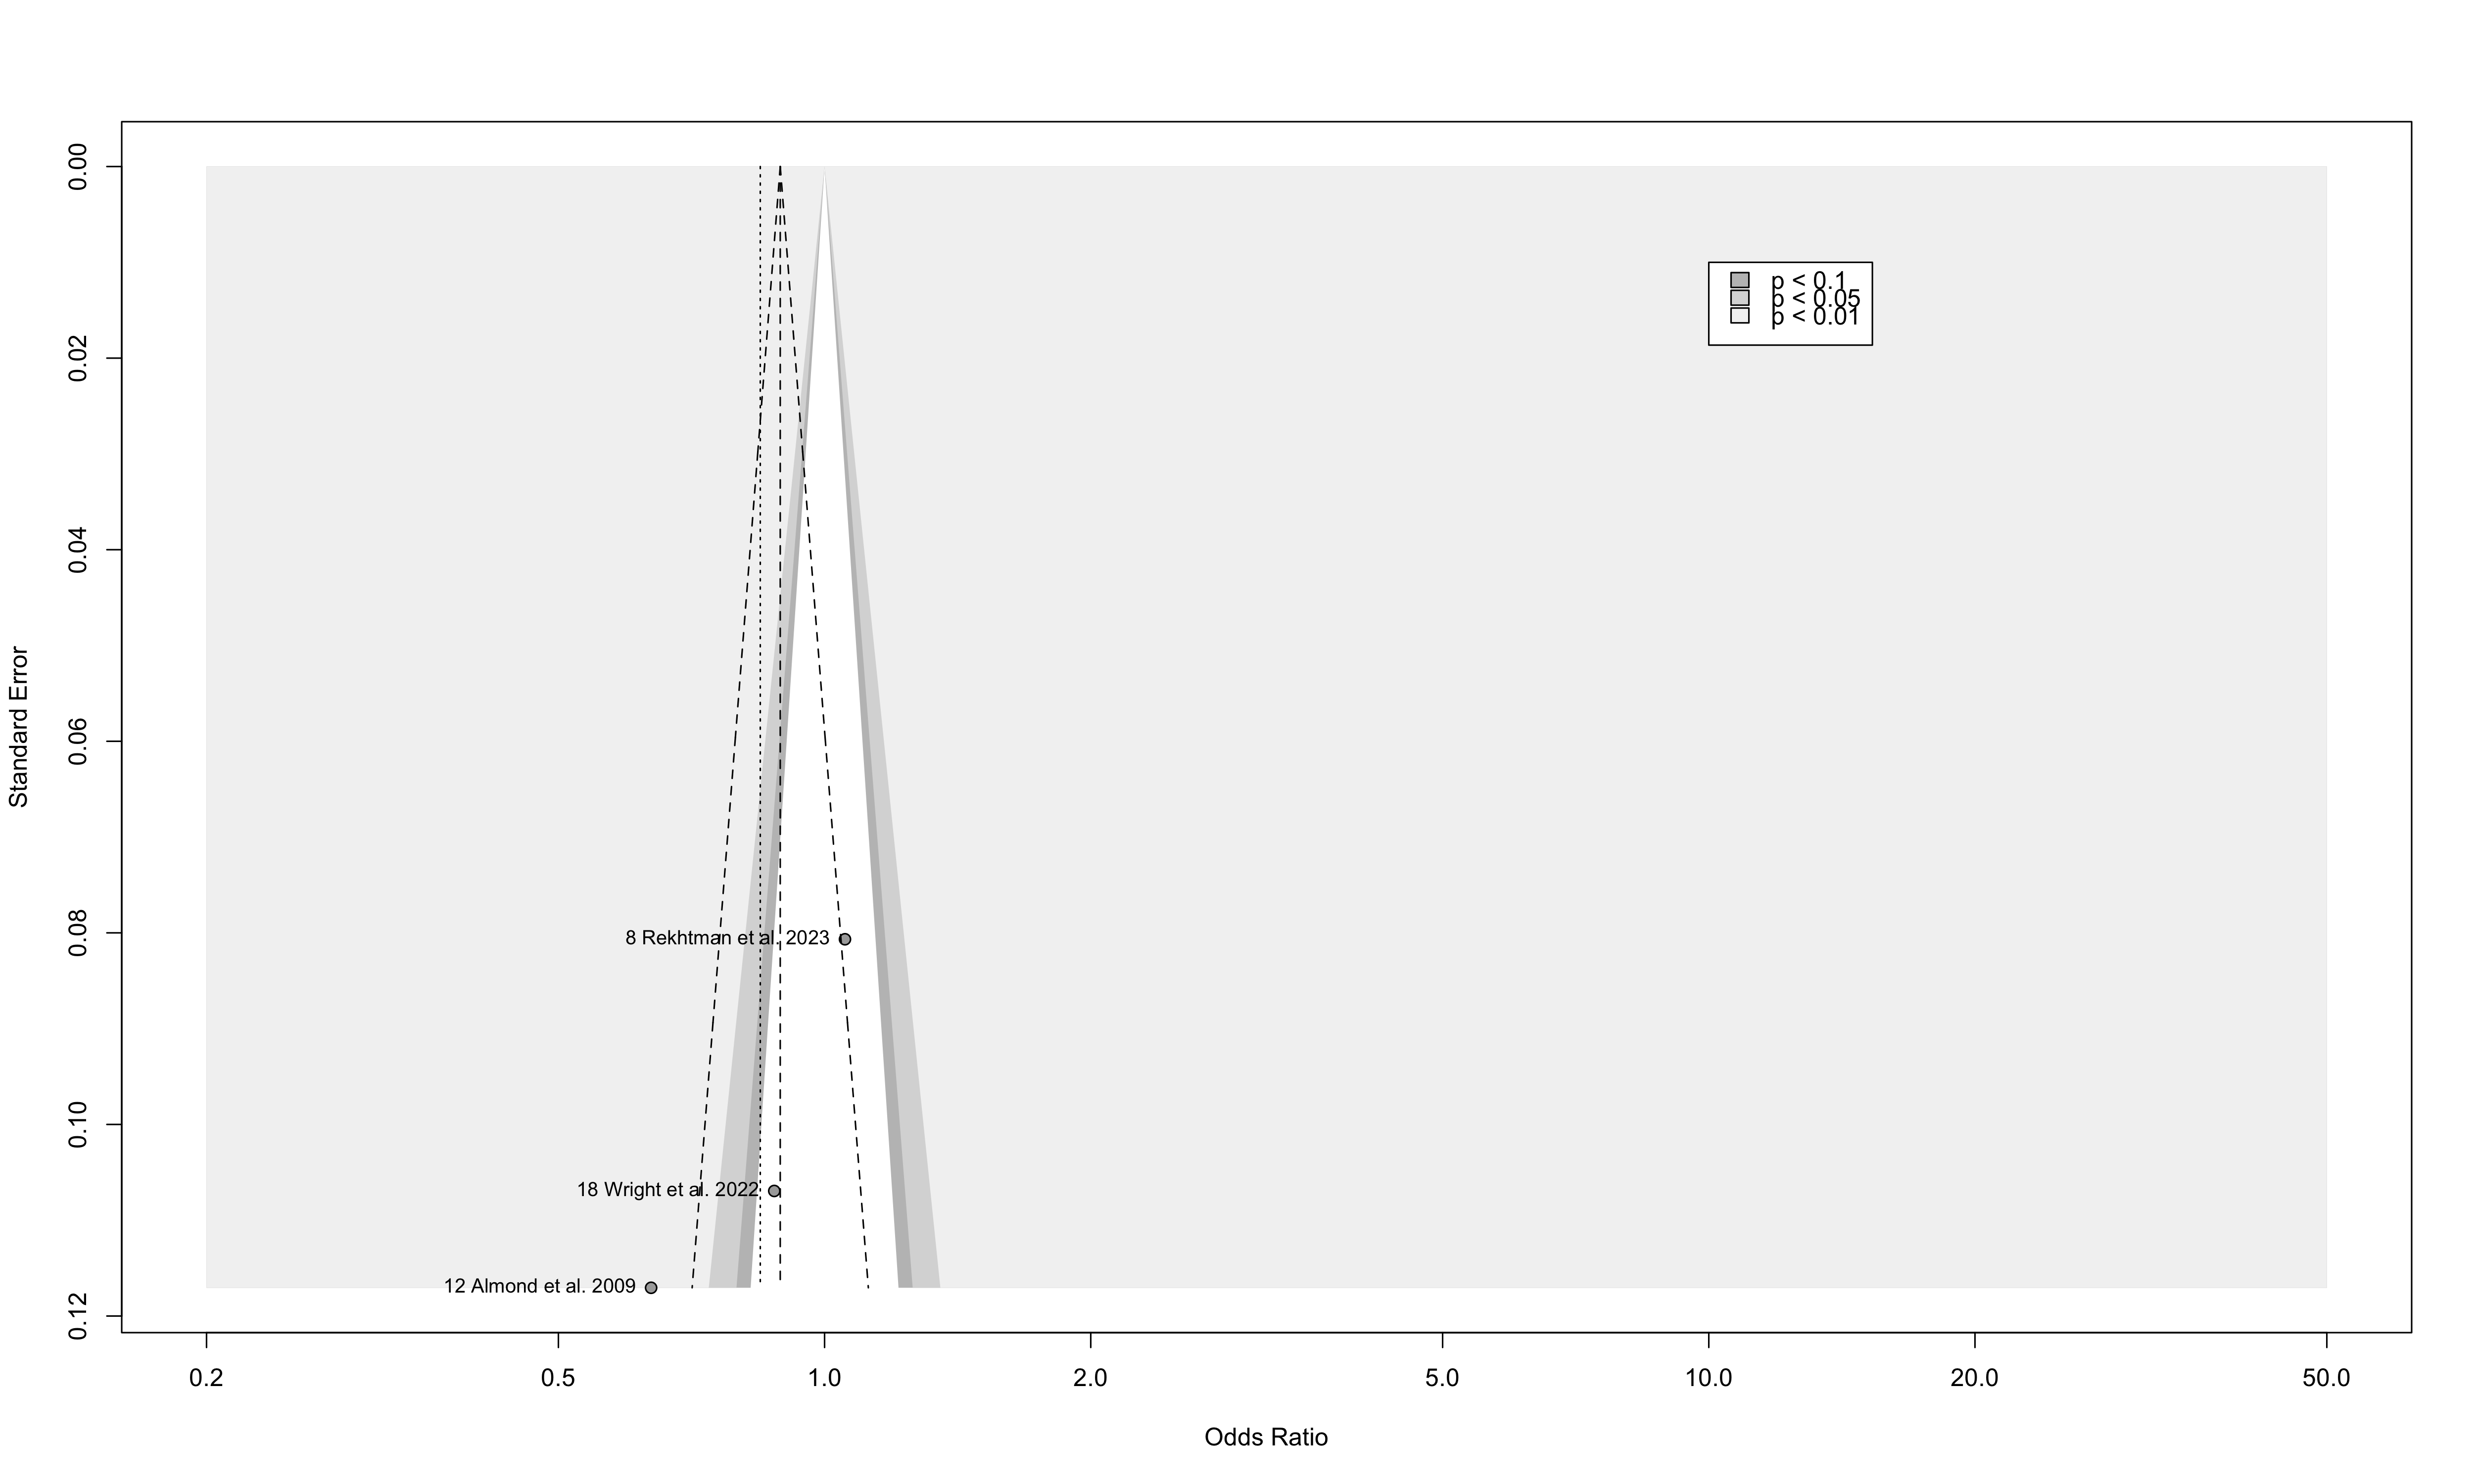 0.00
0.02
0.04
0.06
0.08
0.10
0.12
Standard Error
p < 0.1
p < 0.05
p < 0.01
8 Rekhtman et al. 2023
18 Wright et al. 2022
12 Almond et al. 2009
0.2 0.5 1.0 2.0 5.0 10.0 20.0 50.0
Odds Ratio